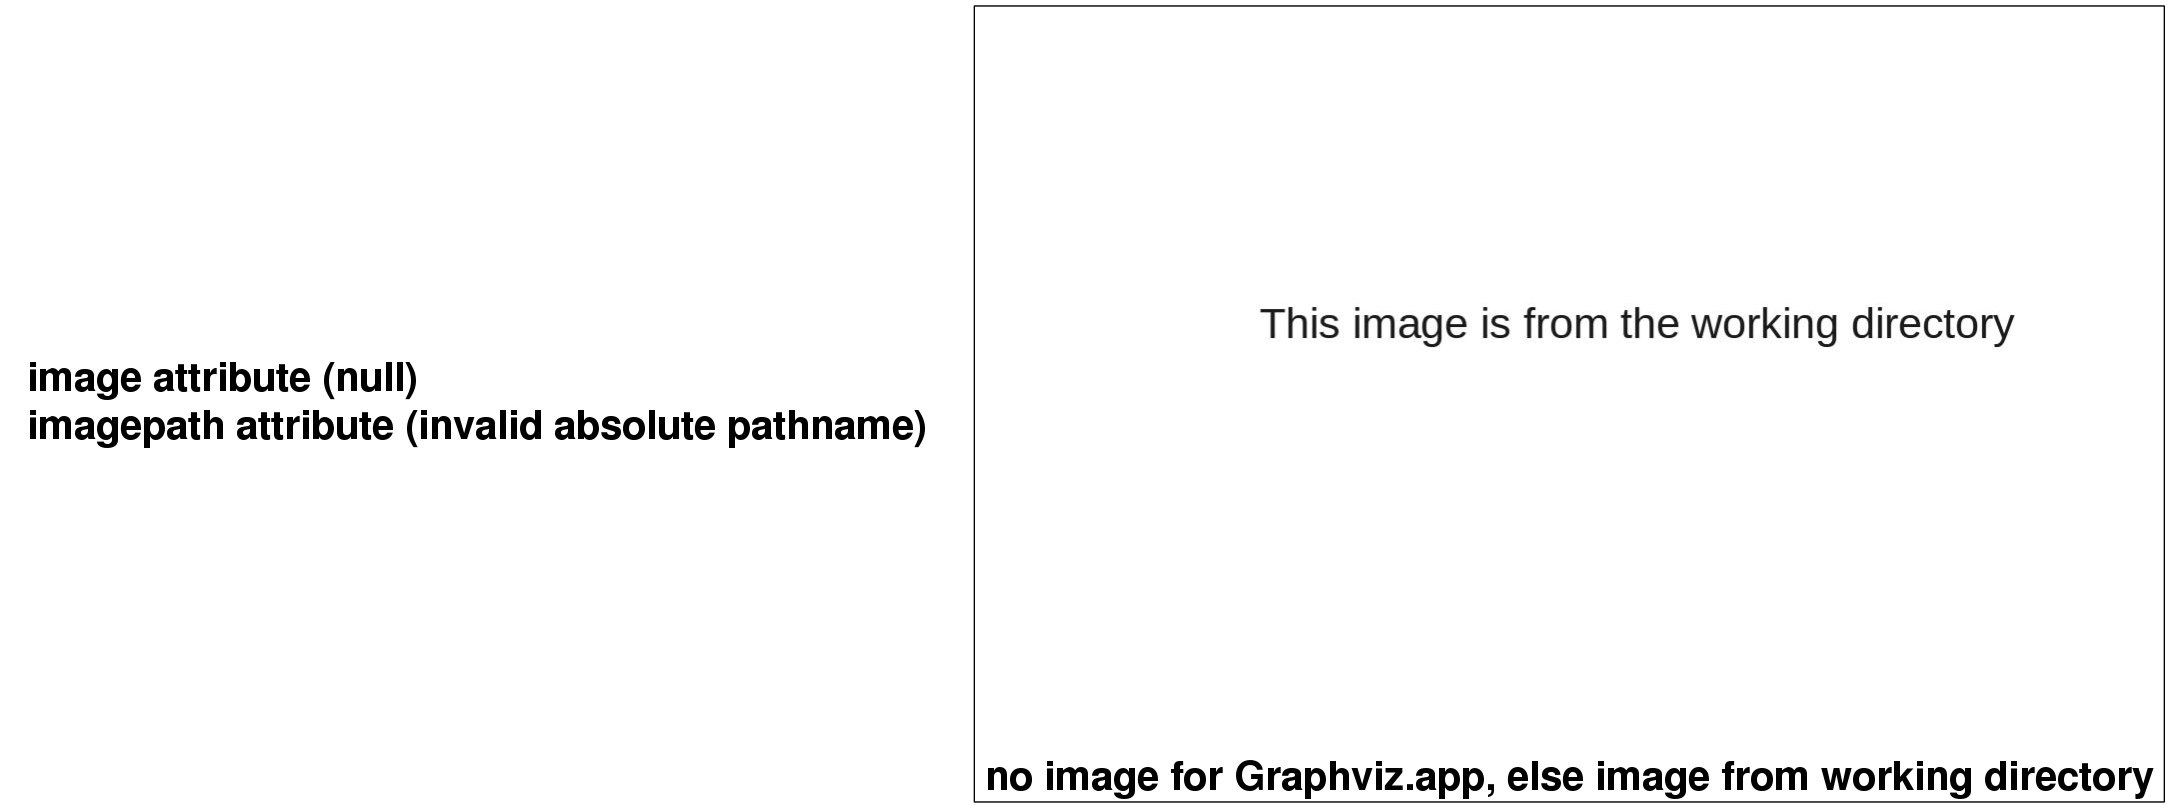 image attribute (null)
imagepath attribute (invalid absolute pathname)
This image is from the working directory
no image for Graphviz.app, else image from working directory